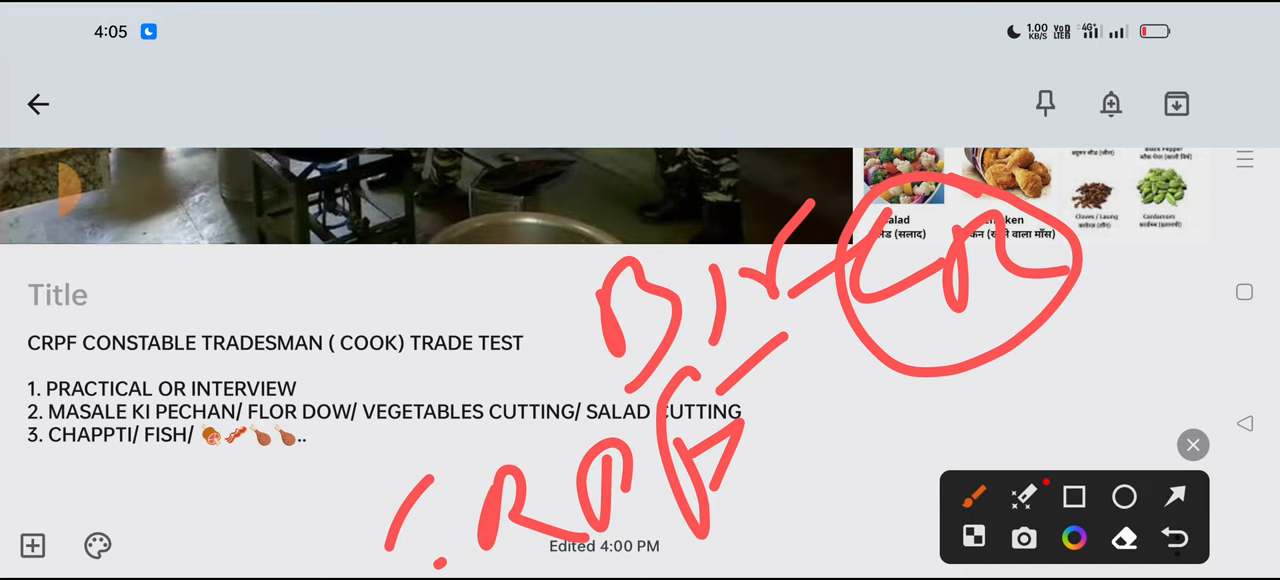 4:05
1.00 KB/S 4G+
Black Pepper
ब्लैक पेपर (काली मिर्च)
Salad
chicken
Cloves / Laung
Cardamom
(सलाद)
वाला माँस)
Title
CRPF CONSTABLE TRADESMAN ( COOK) TRADE TEST
1. PRACTICAL OR INTERVIEW
2. MASALE KI PECHAN/ FLOR DOW/ VEGETABLES CUTTING/ SALAD CUTTING
3. CHAPPTI/ FISH/ 🍖🥓🍗🍗..
Edited 4:00 PM